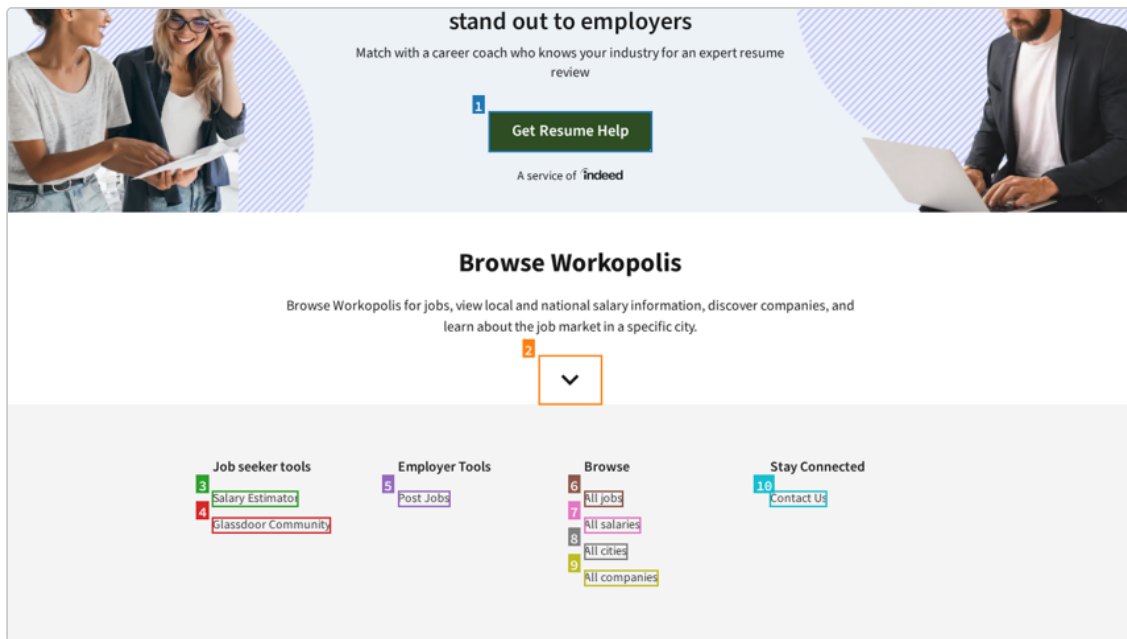 stand out to employers
Match with a career coach who knows your industry for an expert resume
review
1
Get Resume Help
A service of indeed
Browse Workopolis
Browse Workopolis for jobs, view local and national salary information, discover companies, and
learn about the job market in a specific city.
2
Job seeker tools
3
Salary Estimator
4
Glassdoor Community
Employer Tools
5
Post Jobs
Browse
6
All jobs
7
All salaries
8
All cities
9
All companies
Stay Connected
10
Contact Us